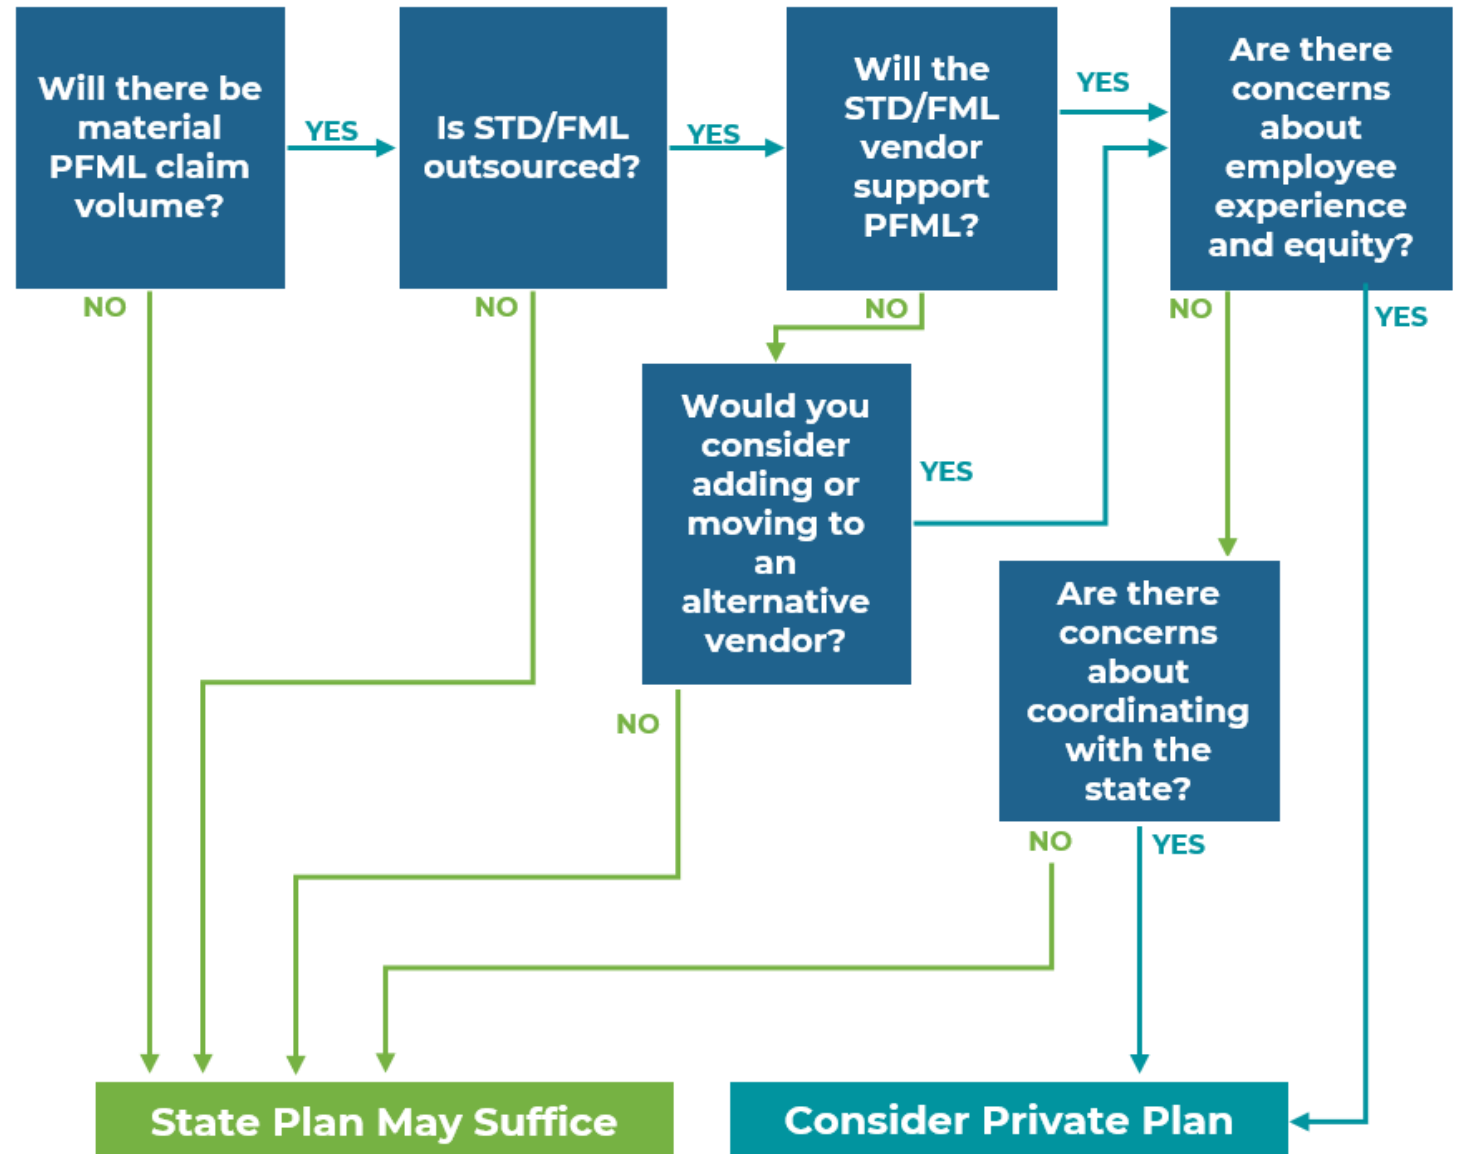 Will there be
material
PFML claim
volume?
YES
NO
Is STD/FML
outsourced?
YES
NO
Will the
STD/FML
vendor
support
PFML?
YES
NO
Are there
concerns
about
employee
experience
and equity?
NO
YES
Would you
consider
adding or
moving to
an
alternative
vendor?
YES
NO
Are there
concerns
about
coordinating
with the
state?
NO
YES
State Plan May Suffice
Consider Private Plan